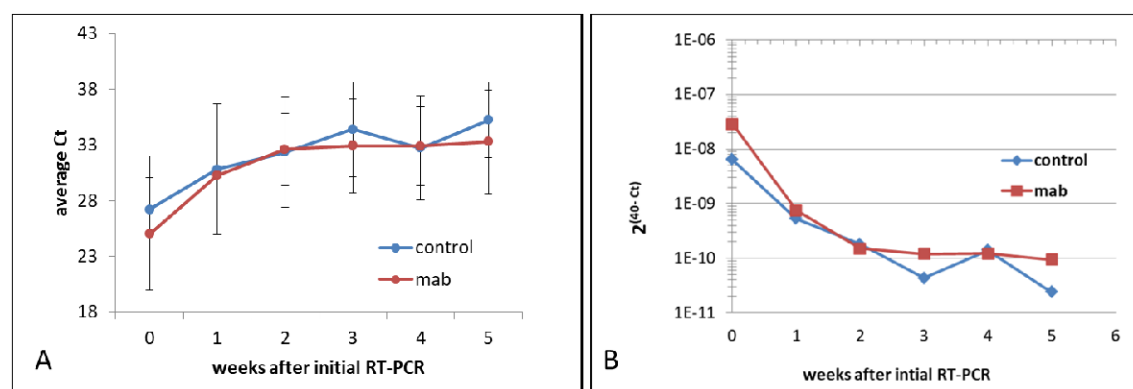 43
38
33
28
23
18
average Ct
control
mab
0 1 2 3 4 5
weeks after initial RT-PCR
A
1E-06
1E-07
1E-08
1E-09
1E-10
1E-11
2(40- Ct)
control
mab
0 1 2 3 4 5 6
weeks after intial RT-PCR
B